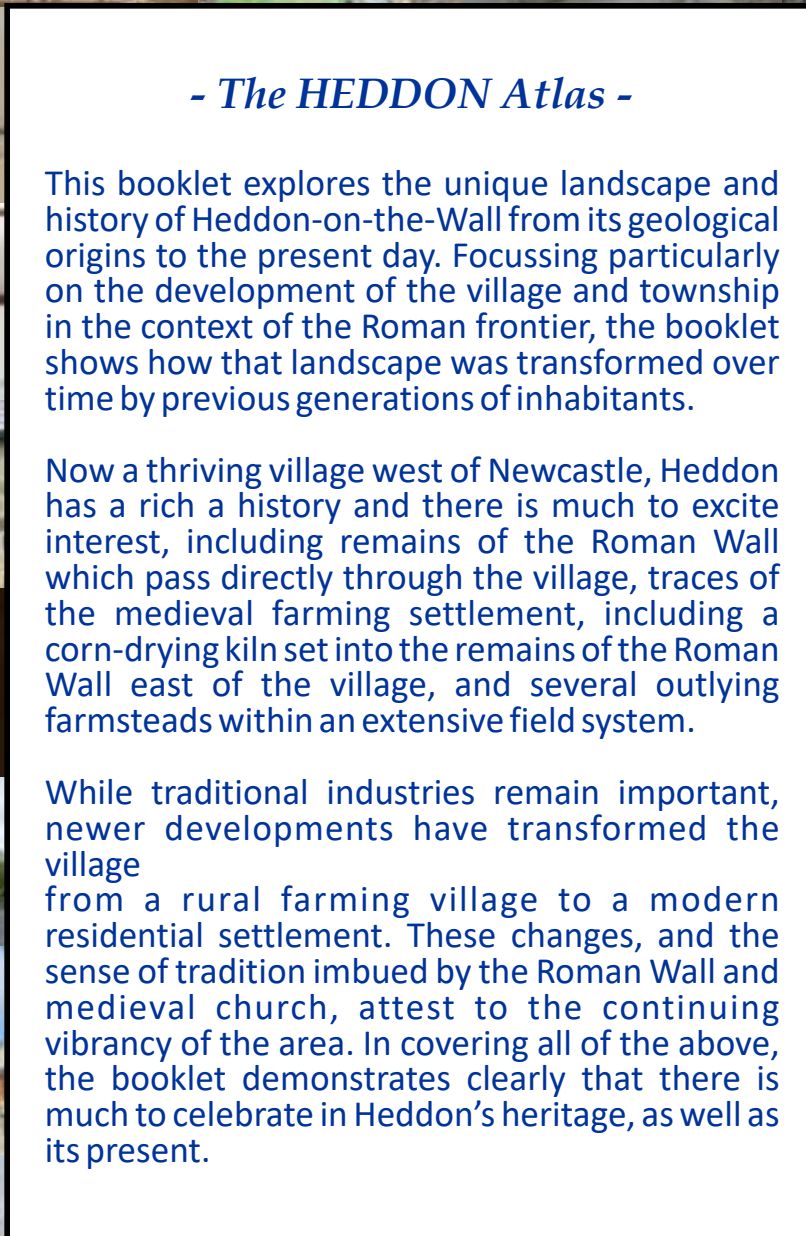 - The HEDDON Atlas -
This booklet explores the unique landscape and
history of Heddon-on-the-Wall from its geological
origins to the present day. Focussing particularly
on the development of the village and township
in the context of the Roman frontier, the booklet
shows how that landscape was transformed over
time by previous generations of inhabitants.
Now a thriving village west of Newcastle, Heddon
has a rich a history and there is much to excite
interest, including remains of the Roman Wall
which pass directly through the village, traces of
the medieval farming settlement, including a
corn-drying kiln set into the remains of the Roman
Wall east of the village, and several outlying
farmsteads within an extensive field system.
While traditional industries remain important,
newer developments have transformed the
village
from a rural farming village to a modern
residential settlement. These changes, and the
sense of tradition imbued by the Roman Wall and
medieval church, attest to the continuing
vibrancy of the area. In covering all of the above,
the booklet demonstrates clearly that there is
much to celebrate in Heddon’s heritage, as well as
its present.